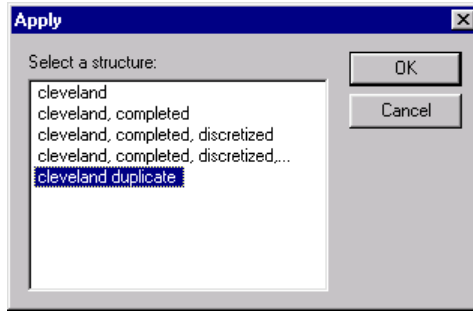 Apply
Select a structure:
cleveland
cleveland, completed
cleveland, completed, discretized
cleveland, completed, discretized,...
cleveland duplicate
OK
Cancel